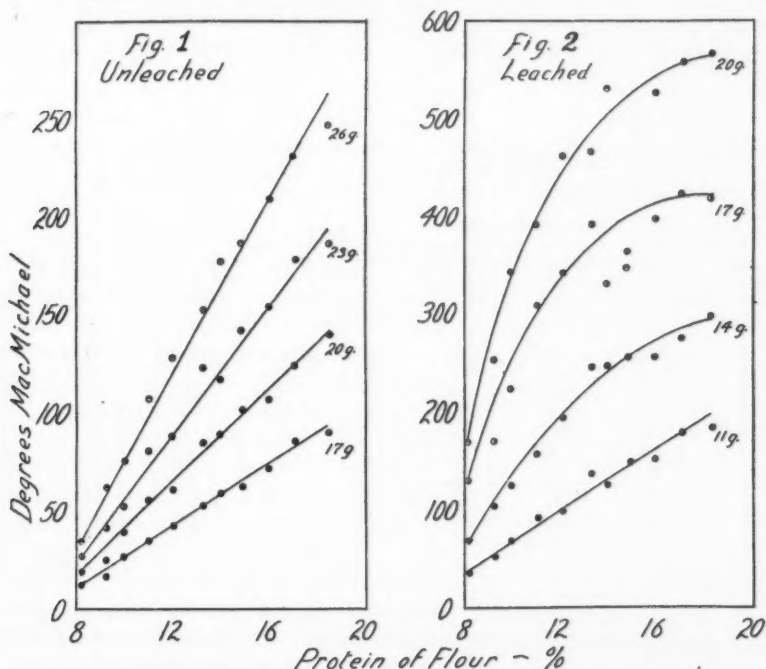 Fig. 1
Unleached
Fig. 2
Leached
Degrees MacMichael
250
200
150
100
50
0
26g.
23g.
20g.
17g.
8
12
16
20
600
500
400
300
200
100
0
20g.
17g.
14g.
11g.
8
12
16
20
Protein of Flour - %